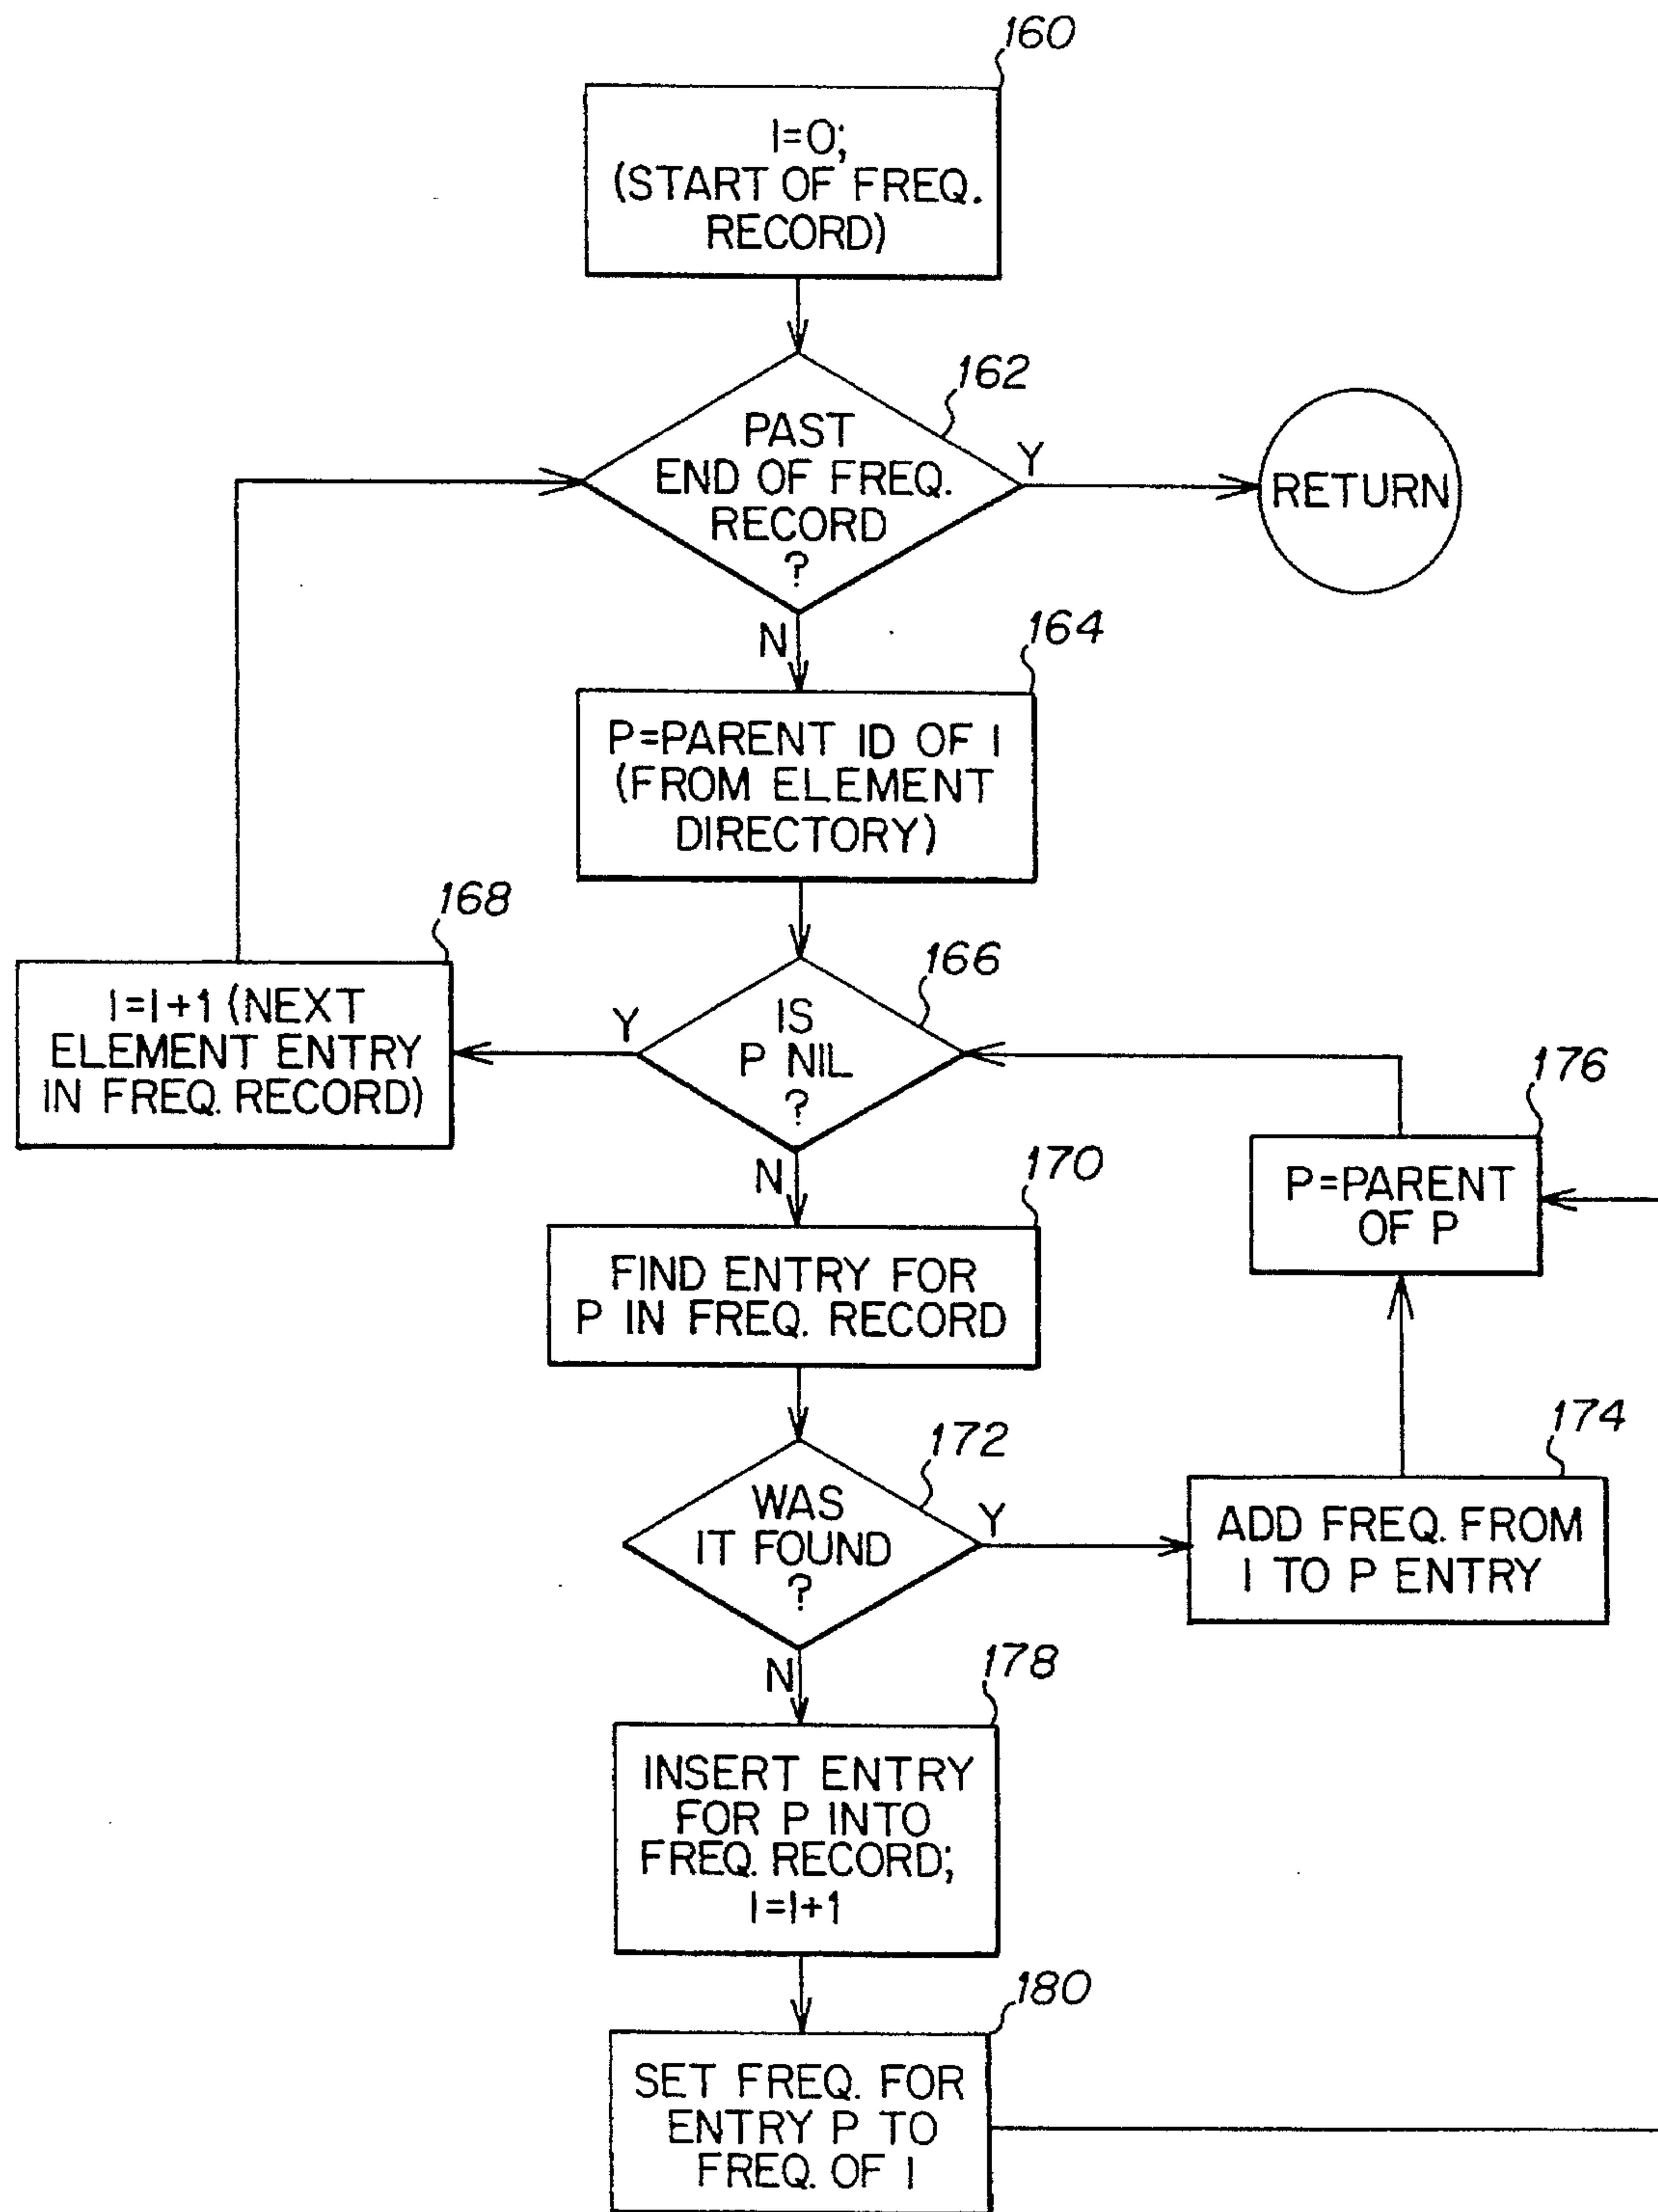 160
I=0;
(START OF FREQ.
RECORD)
162
PAST
END OF FREQ.
RECORD
?
Y
RETURN
N
164
P=PARENT ID OF I
(FROM ELEMENT
DIRECTORY)
168
I=I+1 (NEXT
ELEMENT ENTRY
IN FREQ. RECORD)
166
IS
P NIL
?
Y
N
176
P=PARENT
OF P
170
FIND ENTRY FOR
P IN FREQ. RECORD
172
WAS
IT FOUND
?
Y
N
174
ADD FREQ. FROM
I TO P ENTRY
178
INSERT ENTRY
FOR P INTO
FREQ. RECORD;
I=I+1
180
SET FREQ. FOR
ENTRY P TO
FREQ. OF I